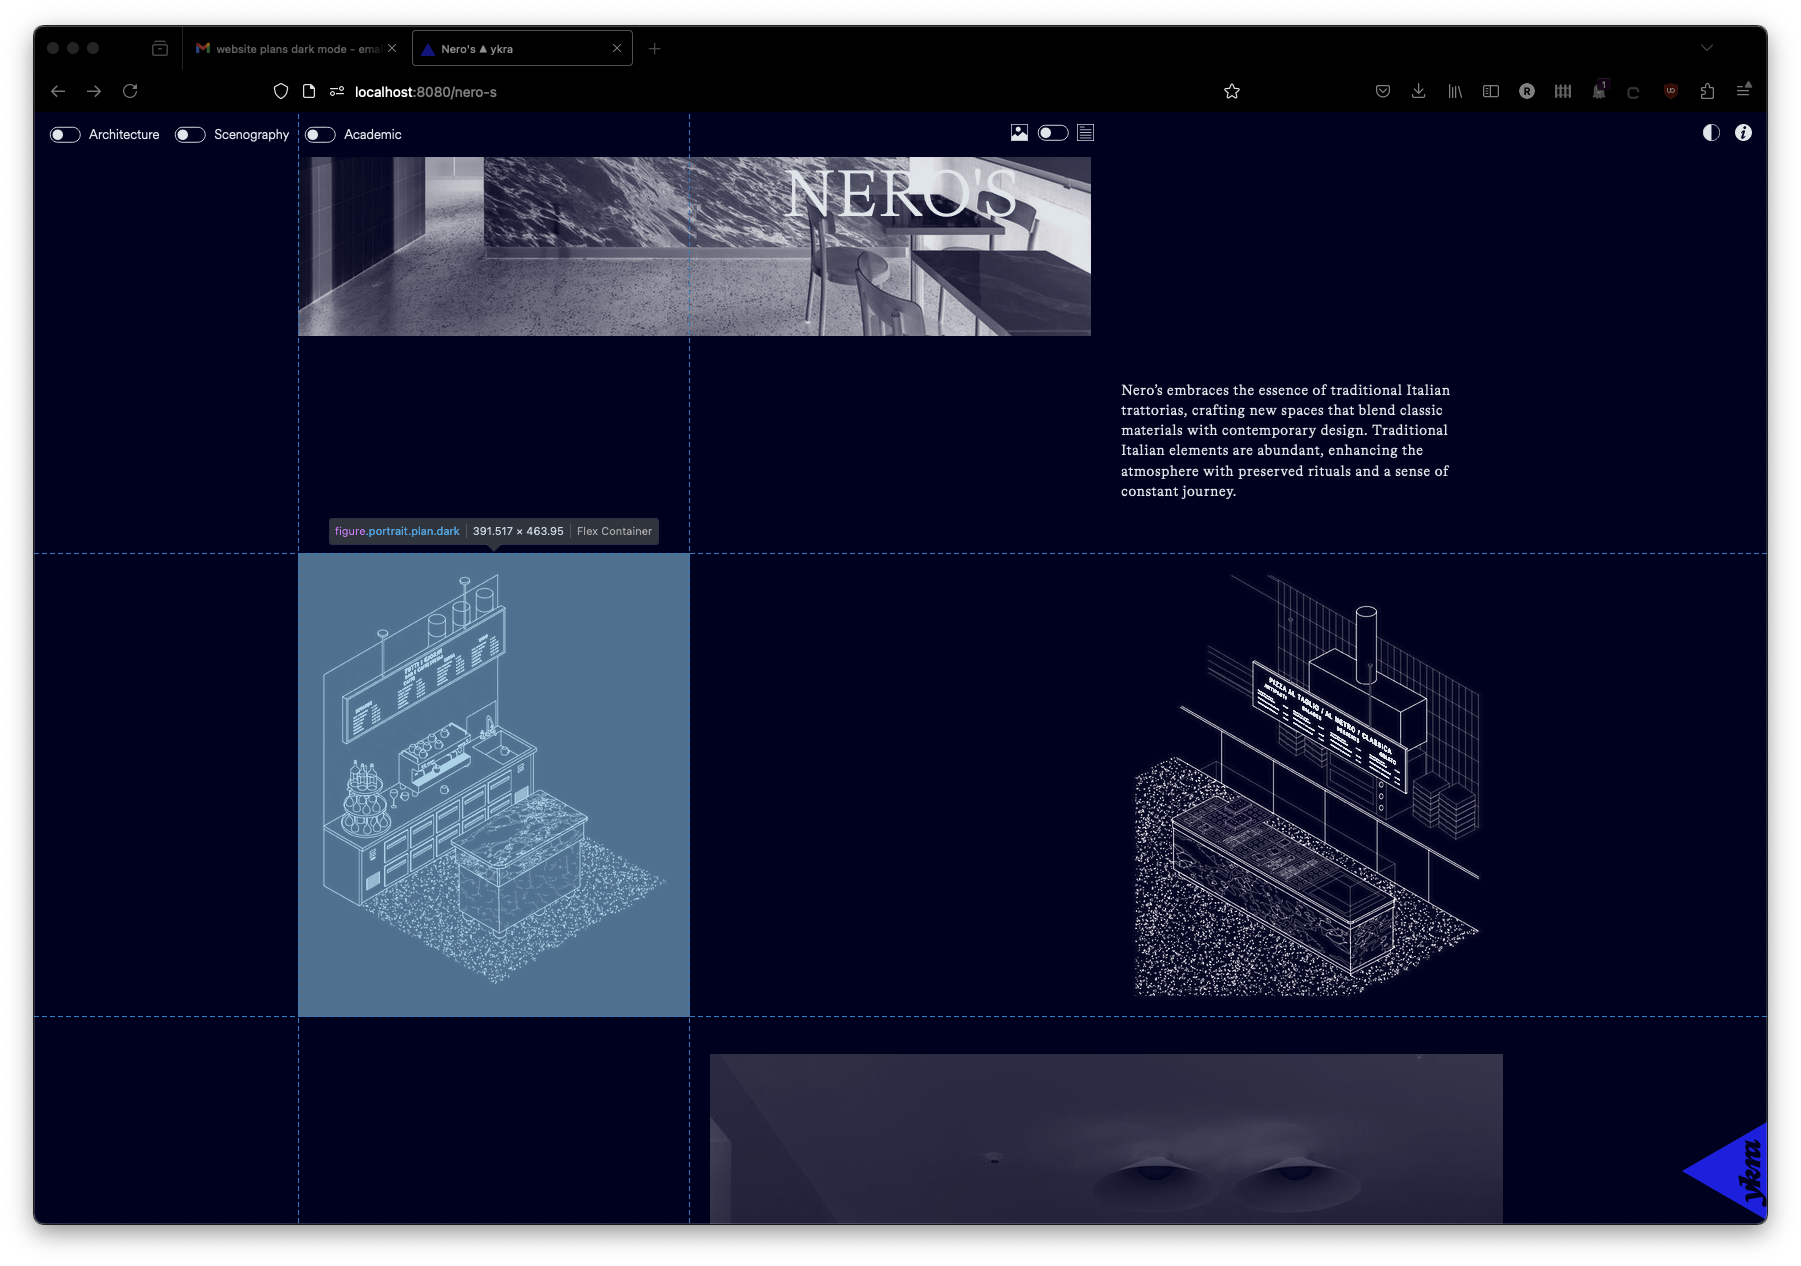 website plans dark mode - ema
Nero's ▲ ykra
localhost:8080/nero-s
1
Architecture
Scenography
Academic
NERO'S
Nero’s embraces the essence of traditional Italian
trattorias, crafting new spaces that blend classic
materials with contemporary design. Traditional
Italian elements are abundant, enhancing the
atmosphere with preserved rituals and a sense of
constant journey.
figure.portrait.plan.dark
391.517 × 463.95
Flex Container
PIZZA AL TAGLIO / AL METRO / CLASSICA
ANTIPASTI
ykra